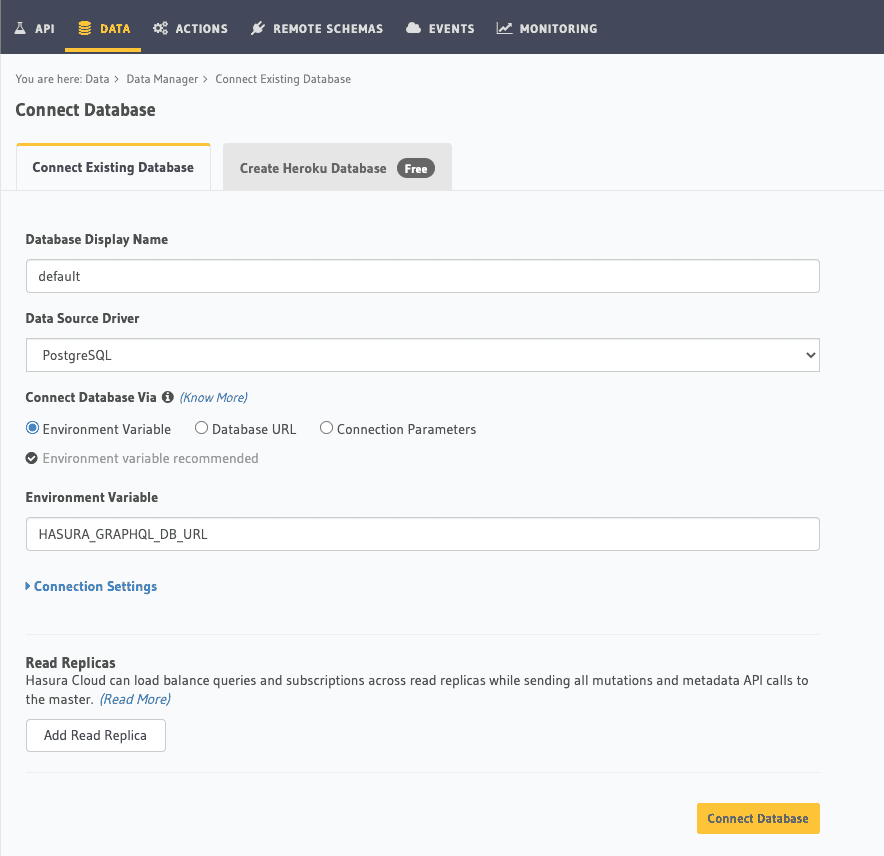 API DATA ACTIONS REMOTE SCHEMAS EVENTS MONITORING
You are here: Data > Data Manager > Connect Existing Database
Connect Database
Connect Existing Database Create Heroku Database Free
Database Display Name
default
Data Source Driver
PostgreSQL
Connect Database Via (Know More)
Environment Variable Database URL Connection Parameters
Environment variable recommended
Environment Variable
HASURA_GRAPHQL_DB_URL
Connection Settings
Read Replicas
Hasura Cloud can load balance queries and subscriptions across read replicas while sending all mutations and metadata API calls to
the master. (Read More)
Add Read Replica
Connect Database